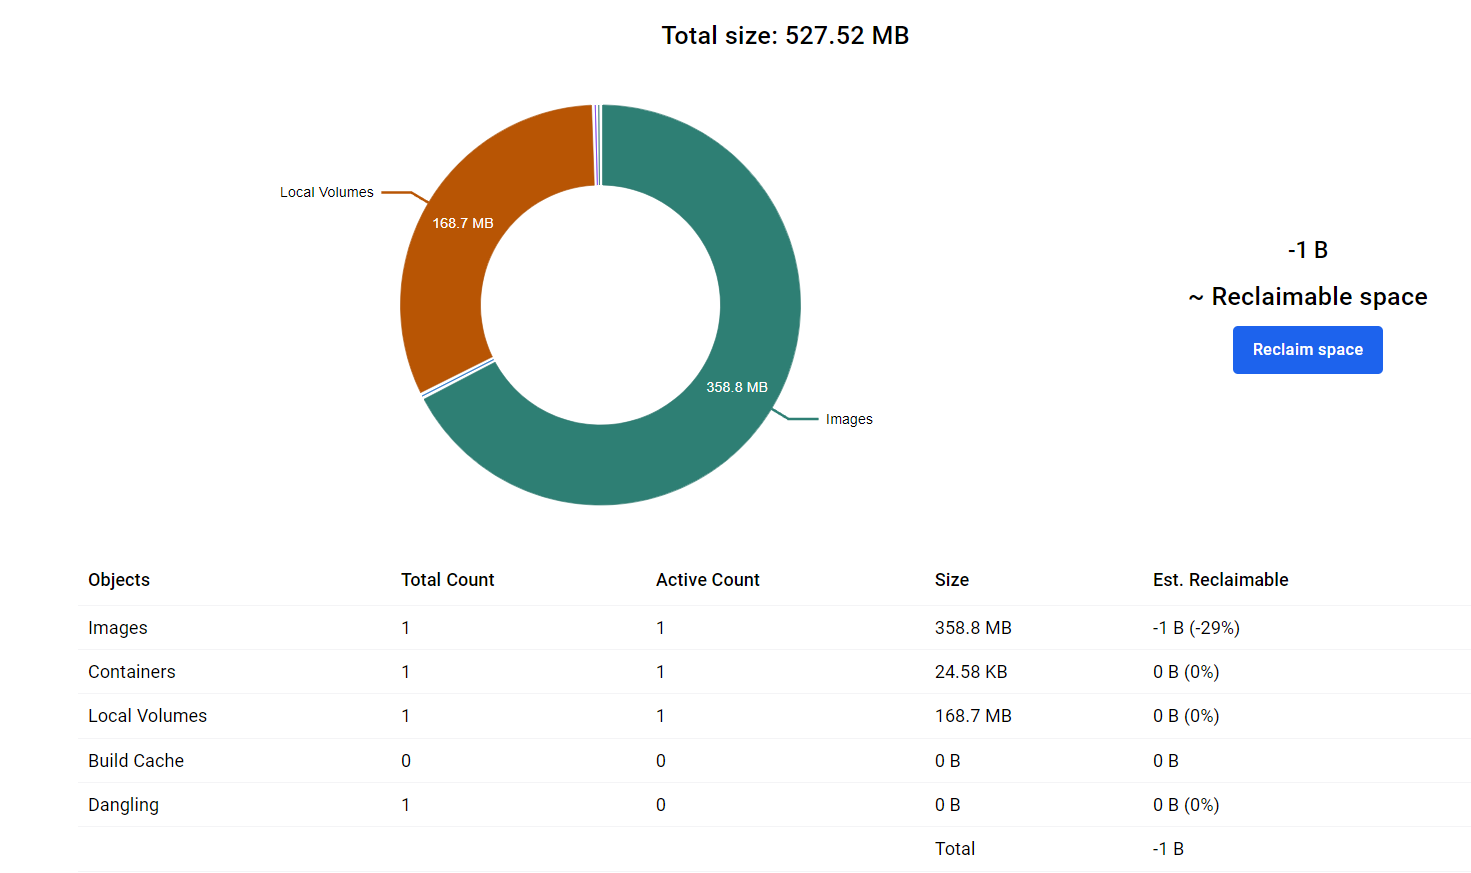 Total size: 527.52 MB
Local Volumes
168.7 MB
-1 B
~ Reclaimable space
Reclaim space
358.8 MB
Images
Objects Total Count Active Count Size Est. Reclaimable
Images 1 1 358.8 MB -1 B (-29%)
Containers 1 1 24.58 KB 0 B (0%)
Local Volumes 1 1 168.7 MB 0 B (0%)
Build Cache 0 0 0 B 0 B
Dangling 1 0 0 B 0 B (0%)
Total -1 B